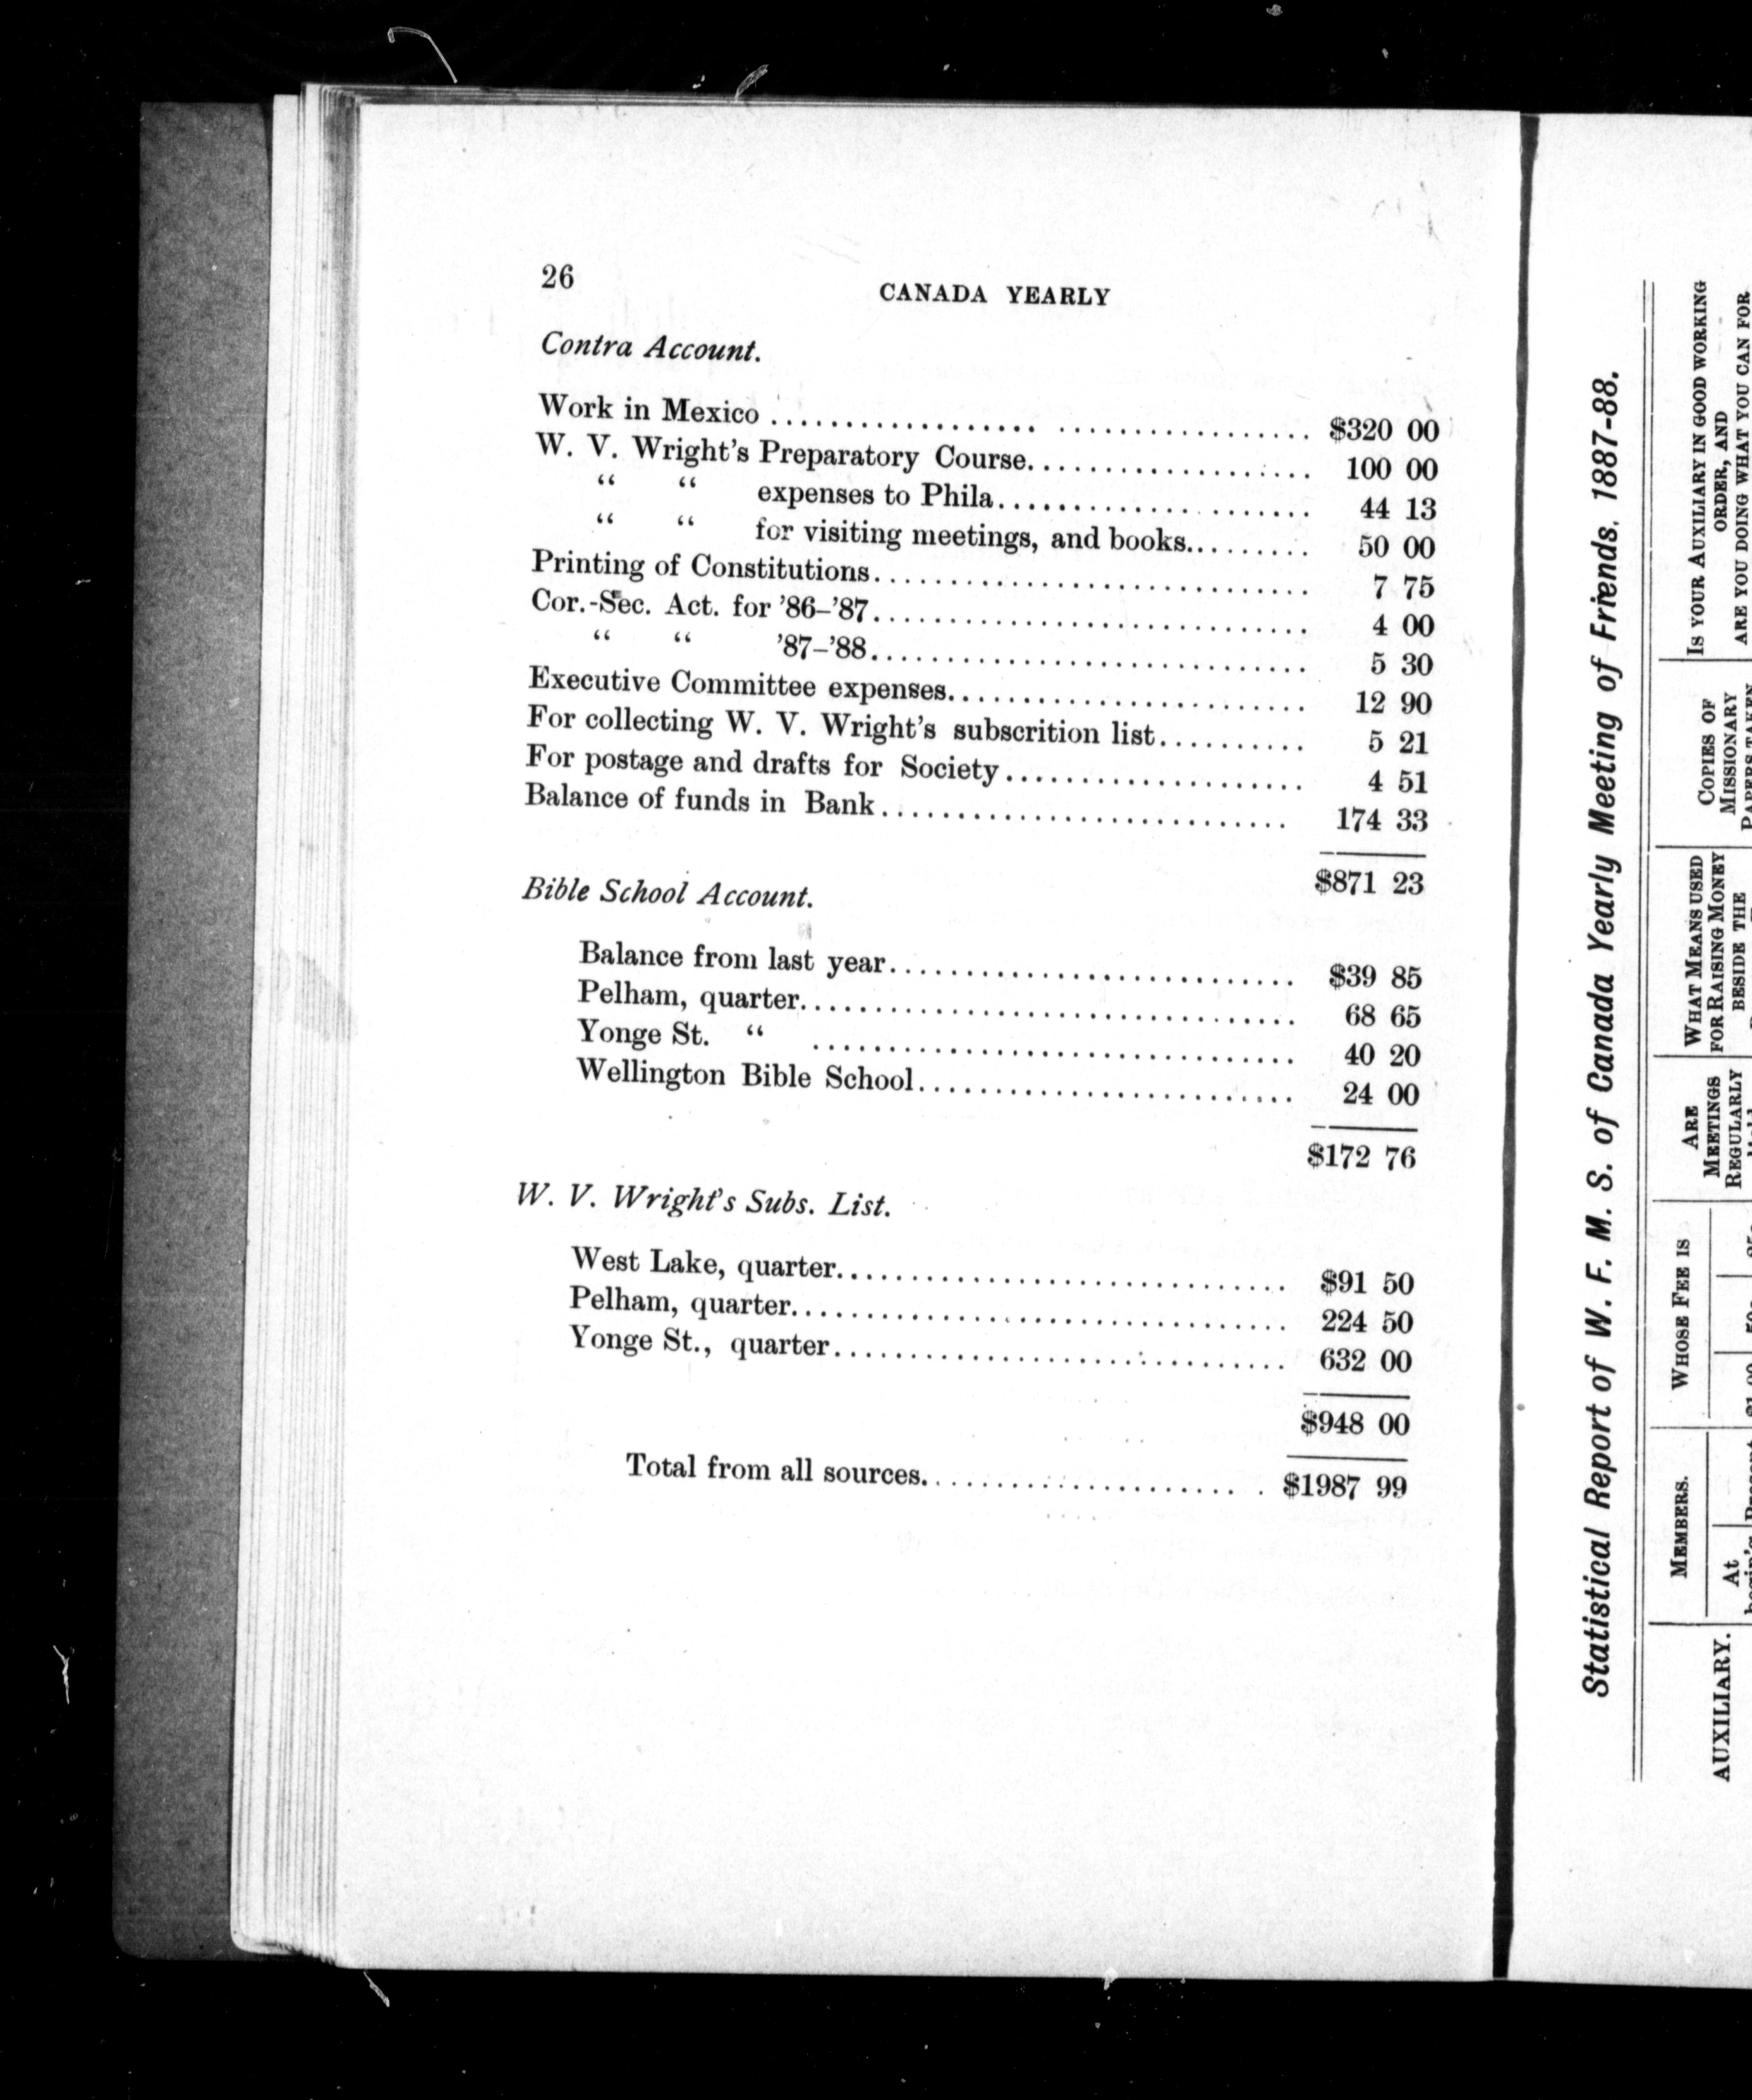 26
CANADA YEARLY
Contra Account.
Work in Mexico .................. ................. $320 00
W. V. Wright's Preparatory Course................... 100 00
“ “ expenses to Phila..................... 44 13
“ “ for visiting meetings, and books......... 50 00
Printing of Constitutions............................. 7 75
Cor.-Sec. Act. for '86–'87............................. 4 00
“ “ '87–'88............................. 5 30
Executive Committee expenses........................ 12 90
For collecting W. V. Wright's subscrition list.......... 5 21
For postage and drafts for Society.................... 4 51
Balance of funds in Bank........................... 174 33
$871 23
Bible School Account.
Balance from last year........................... $39 85
Pelham, quarter................................. 68 65
Yonge St. “ ................................ 40 20
Wellington Bible School......................... 24 00
$172 76
W. V. Wright's Subs. List.
West Lake, quarter.............................. $91 50
Pelham, quarter................................. 224 50
Yonge St., quarter.............................. 632 00
$948 00
Total from all sources...................... $1987 99
Statistical Report of W. F. M. S. of Canada Yearly Meeting of Friends, 1887-88.
AUXILIARY.
MEMBERS.
At
Present
WHOSE FEE IS
ARE
MEETINGS
REGULARLY
WHAT MEANS USED
FOR RAISING MONEY
BESIDE THE
COPIES OF
MISSIONARY
PAPERS TAKEN
IS YOUR AUXILIARY IN GOOD WORKING
ORDER, AND
ARE YOU DOING WHAT YOU CAN FOR